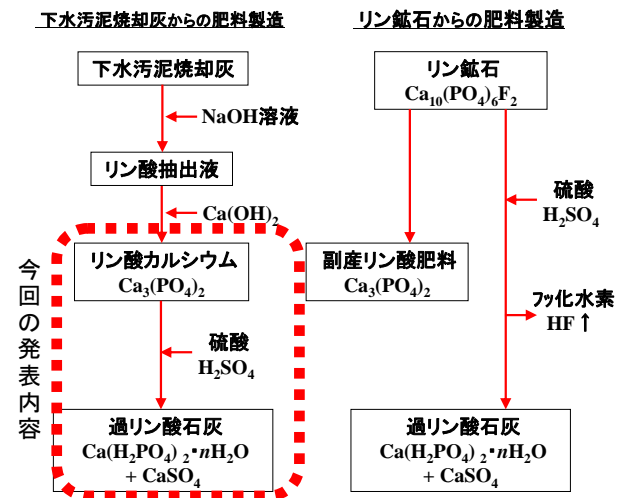 下水汚泥焼却灰からの肥料製造
下水汚泥焼却灰
NaOH溶液
リン酸抽出液
Ca(OH)₂
リン酸カルシウム
Ca₃(PO₄)₂
硫酸
H₂SO₄
過リン酸石灰
Ca(H₂PO₄)₂・nH₂O
+ CaSO₄
今回の発表内容
リン鉱石からの肥料製造
リン鉱石
Ca₁₀(PO₄)₆F₂
硫酸
H₂SO₄
副産リン酸肥料
Ca₃(PO₄)₂
フッ化水素
HF↑
過リン酸石灰
Ca(H₂PO₄)₂・nH₂O
+ CaSO₄